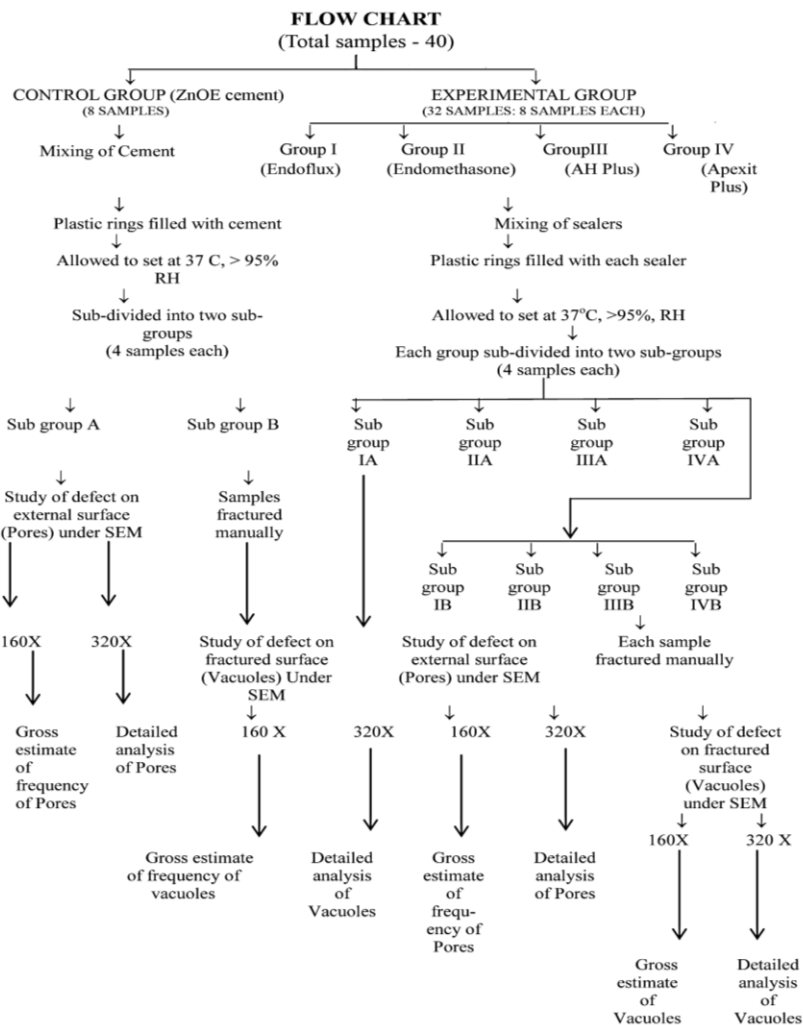 FLOW CHART
(Total samples - 40)
CONTROL GROUP (ZnOE cement)
(8 SAMPLES)
EXPERIMENTAL GROUP
(32 SAMPLES: 8 SAMPLES EACH)
Mixing of Cement
Group I
(Endoflux)
Group II
(Endomethasone)
GroupIII
(AH Plus)
Group IV
(Apexit
Plus)
Plastic rings filled with cement
Mixing of sealers
Allowed to set at 37 C, > 95%
RH
Plastic rings filled with each sealer
Sub-divided into two sub-
groups
(4 samples each)
Allowed to set at 37°C, >95%, RH
Each group sub-divided into two sub-groups
(4 samples each)
Sub group A
Sub group B
Sub
group
IA
Sub
group
IIA
Sub
group
IIIA
Sub
group
IVA
Study of defect on
external surface
(Pores) under SEM
Samples
fractured
manually
Sub
group
IB
Sub
group
IIB
Sub
group
IIIB
Sub
group
IVB
160X
320X
Study of defect on
fractured surface
(Vacuoles) Under
SEM
Study of defect on
external surface
(Pores) under SEM
Each sample
fractured manually
Gross
estimate
of
frequency
of Pores
Detailed
analysis
of Pores
160 X
320X
160X
320X
Study of defect
on fractured
surface
(Vacuoles)
under SEM
160X
320 X
Gross estimate
of frequency of
vacuoles
Detailed
analysis
of
Vacuoles
Gross
estimate
of
frequ-
ency of
Pores
Detailed
analysis
of Pores
Gross
estimate
of
Vacuoles
Detailed
analysis
of
Vacuoles